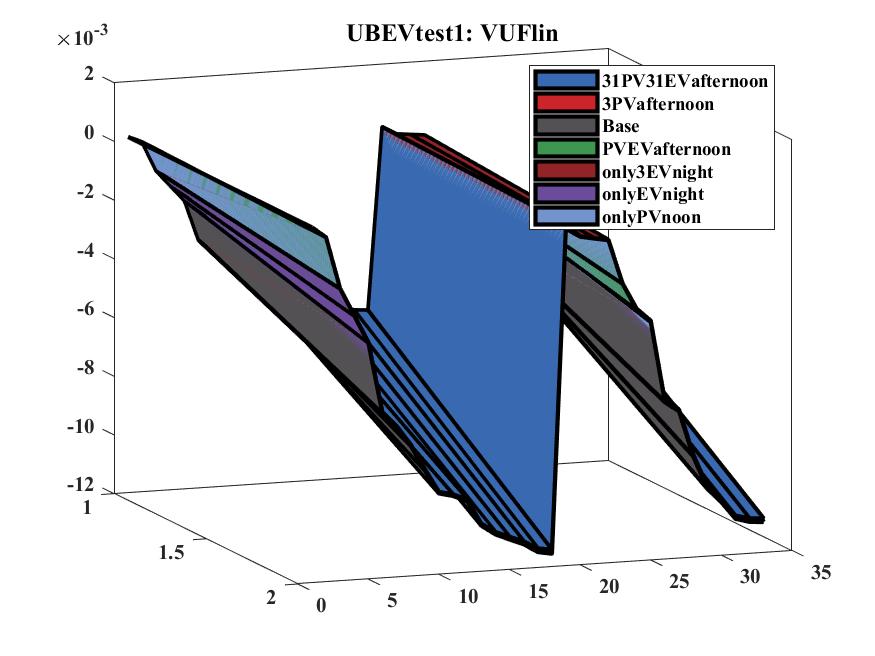 UBEVtest1: VUFlin
×10-3
2
0
-2
-4
-6
-8
-10
-12
1
1.5
2
0
5
10
15
20
25
30
35
31PV31EVafternoon
3PVafternoon
Base
PVEVafternoon
only3EVnight
onlyEVnight
onlyPVnoon